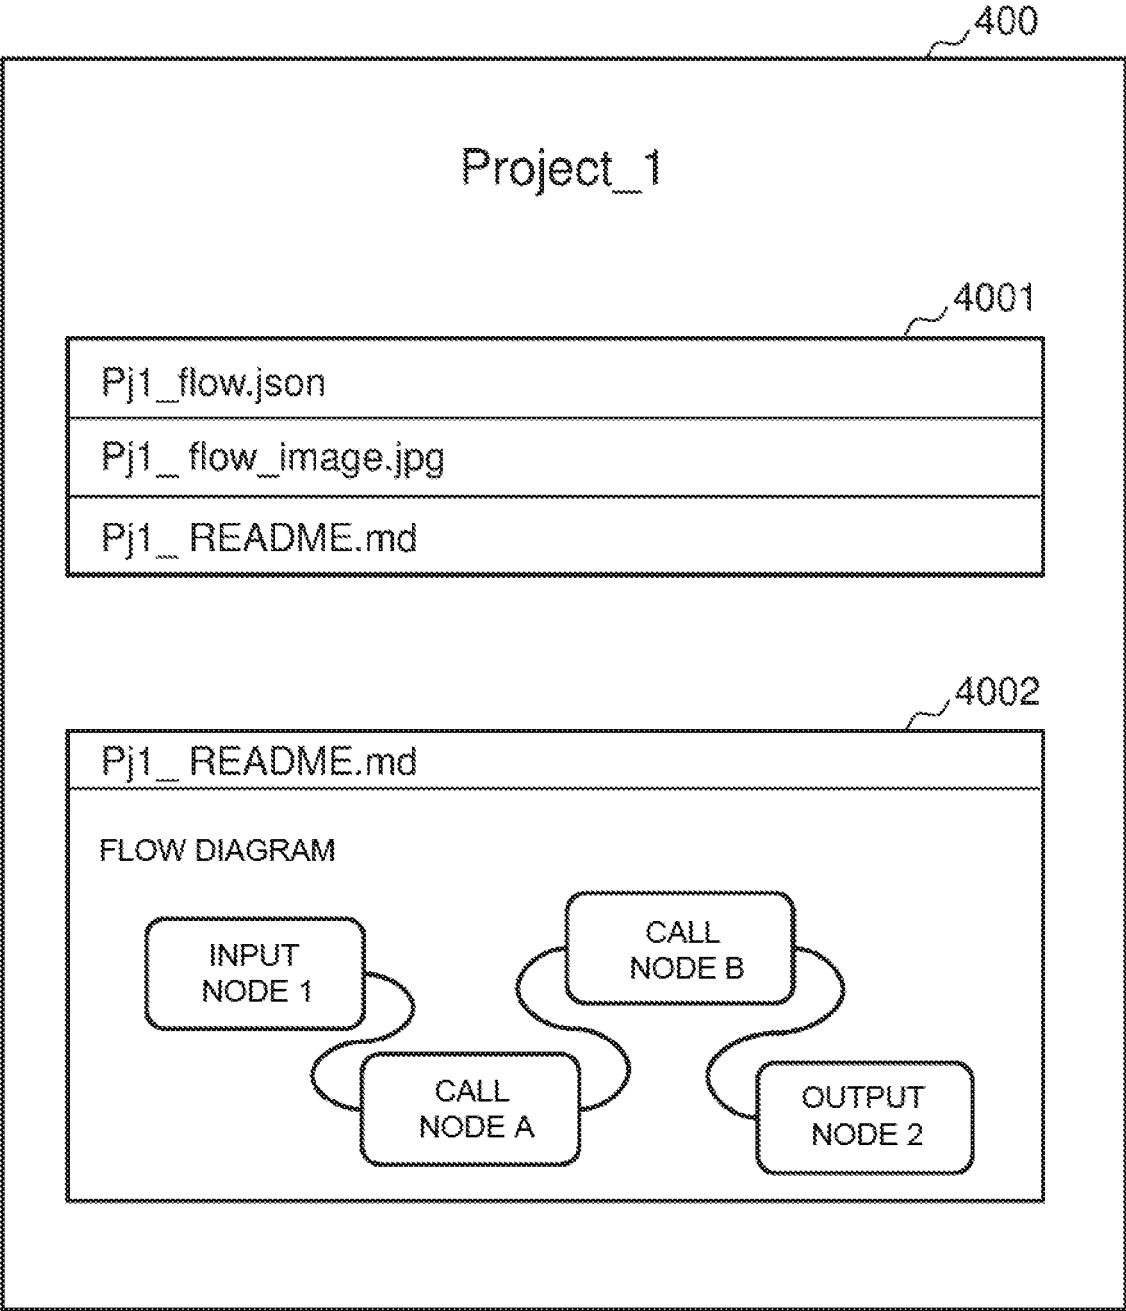 400
Project_1
4001
Pj1_flow.json
Pj1_ flow_image.jpg
Pj1_ README.md
4002
Pj1_ README.md
FLOW DIAGRAM
INPUT
NODE 1
CALL
NODE B
CALL
NODE A
OUTPUT
NODE 2